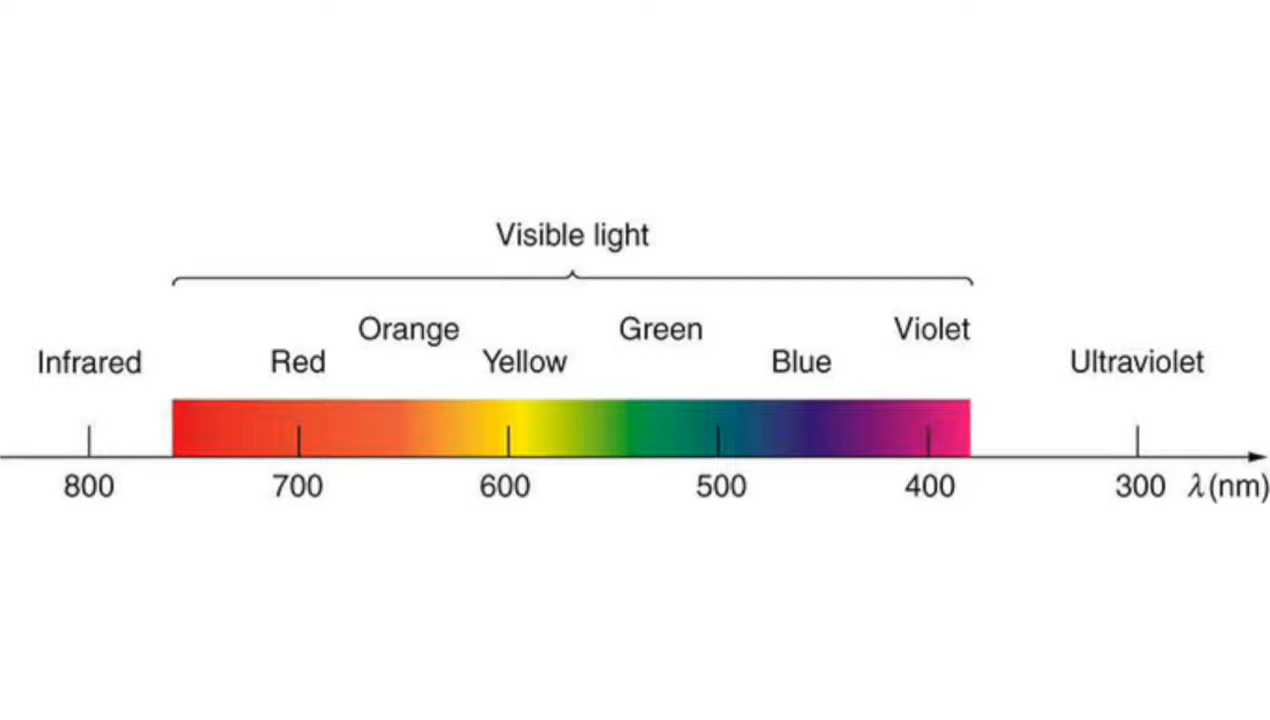 Visible light
Orange Green Violet
Infrared Red Yellow Blue Ultraviolet
800 700 600 500 400 300 λ(nm)